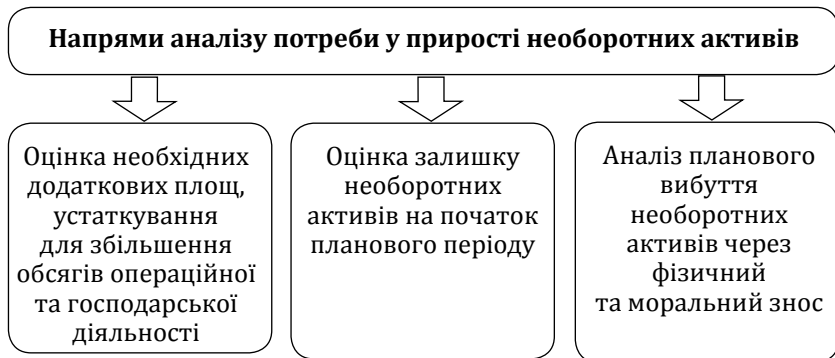 Напрями аналізу потреби у прирості необоротних активів
Оцінка необхідних
додаткових площ,
устаткування
для збільшення
обсягів операційної
та господарської
діяльності
Оцінка залишку
необоротних
активів на початок
планового періоду
Аналіз планового
вибуття
необоротних
активів через
фізичний
та моральний знос